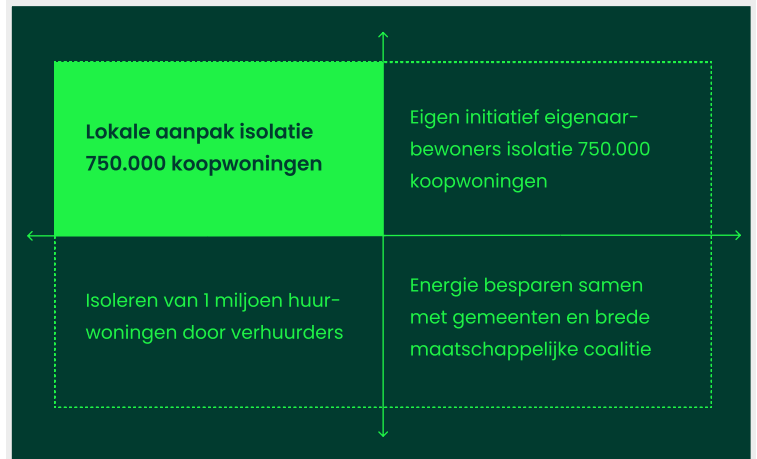 Lokale aanpak isolatie
750.000 koopwoningen
Eigen initiatief eigenaar-
bewoners isolatie 750.000
koopwoningen
Isoleren van 1 miljoen huur-
woningen door verhuurders
Energie besparen samen
met gemeenten en brede
maatschappelijke coalitie